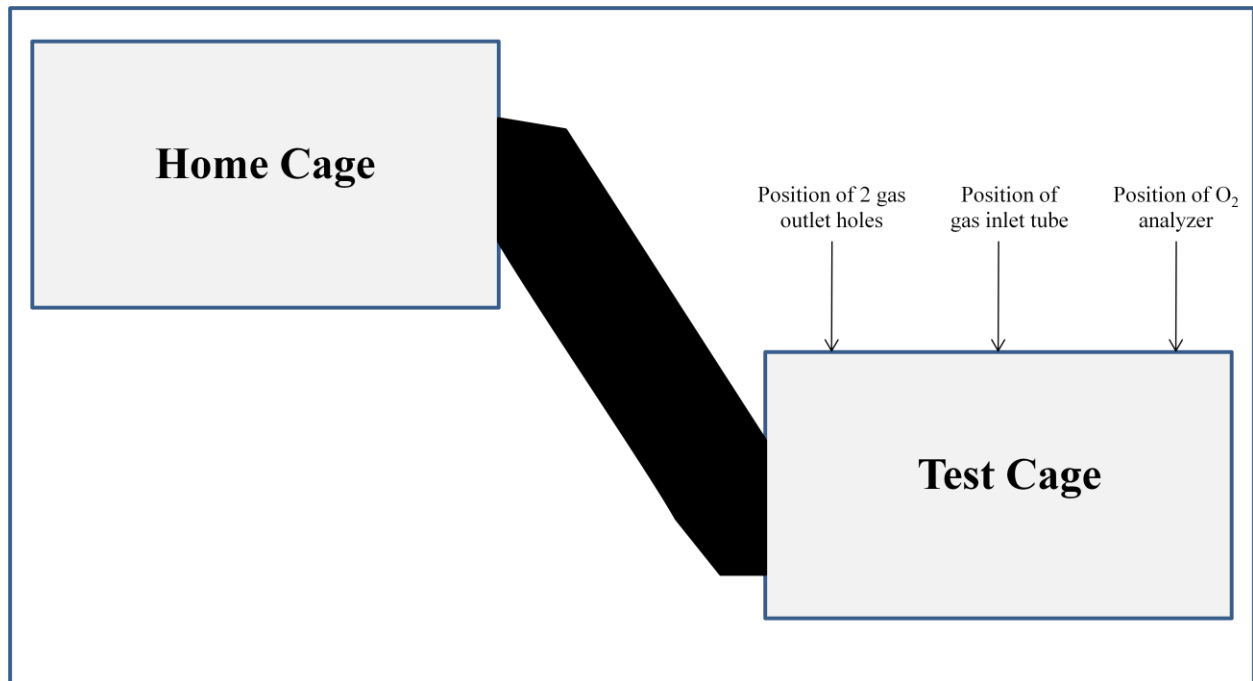 Home Cage
Position of 2 gas
outlet holes
Position of
gas inlet tube
Position of O₂
analyzer
Test Cage